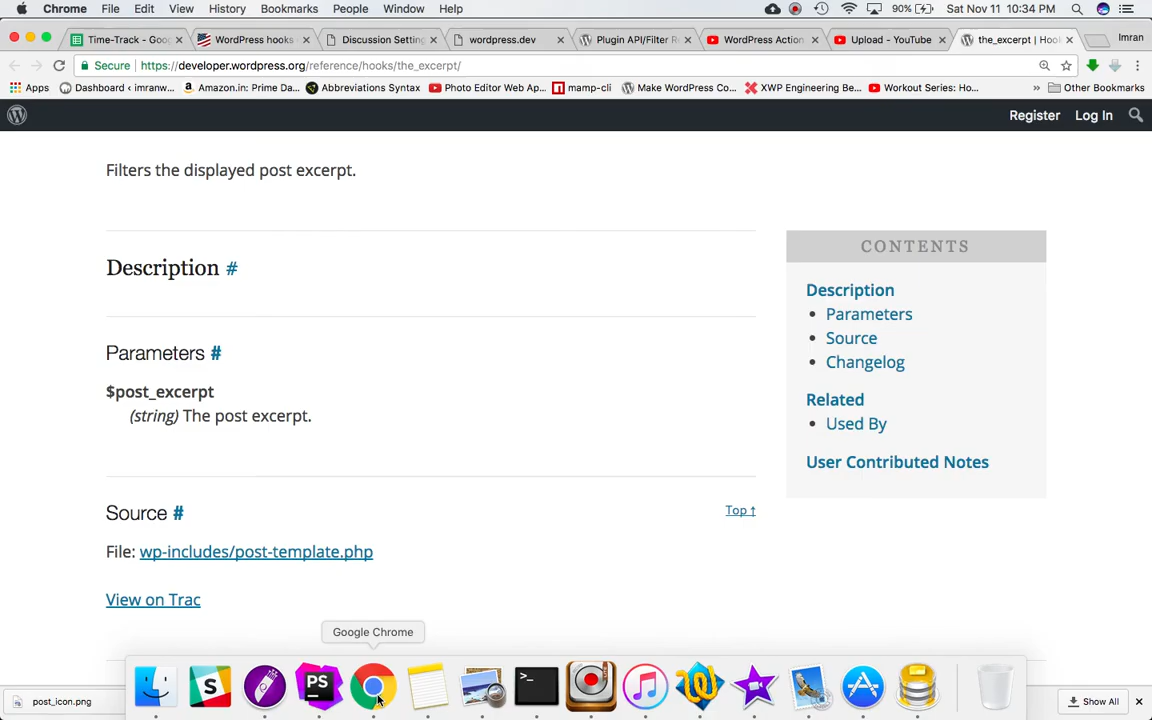 Chrome File Edit View History Bookmarks People Window Help 90% Sat Nov 11 10:34 PM
Time-Track - Goo WordPress hooks Discussion Setting wordpress.dev Plugin API/Filter R WordPress Action Upload - YouTube the_excerpt | Hoo Imran
Secure https://developer.wordpress.org/reference/hooks/the_excerpt/
Apps Dashboard ‹ imranw... Amazon.in: Prime Da... Abbreviations Syntax Photo Editor Web Ap... mamp-cli Make WordPress Co... XWP Engineering Be... Workout Series: Ho... » Other Bookmarks
Register Log In
Filters the displayed post excerpt.
CONTENTS
Description #
Description
Parameters
Source
Changelog
Parameters #
$post_excerpt
(string) The post excerpt.
Related
Used By
User Contributed Notes
Source #
Top ↑
File: wp-includes/post-template.php
View on Trac
Google Chrome
PS
post_icon.png
Show All